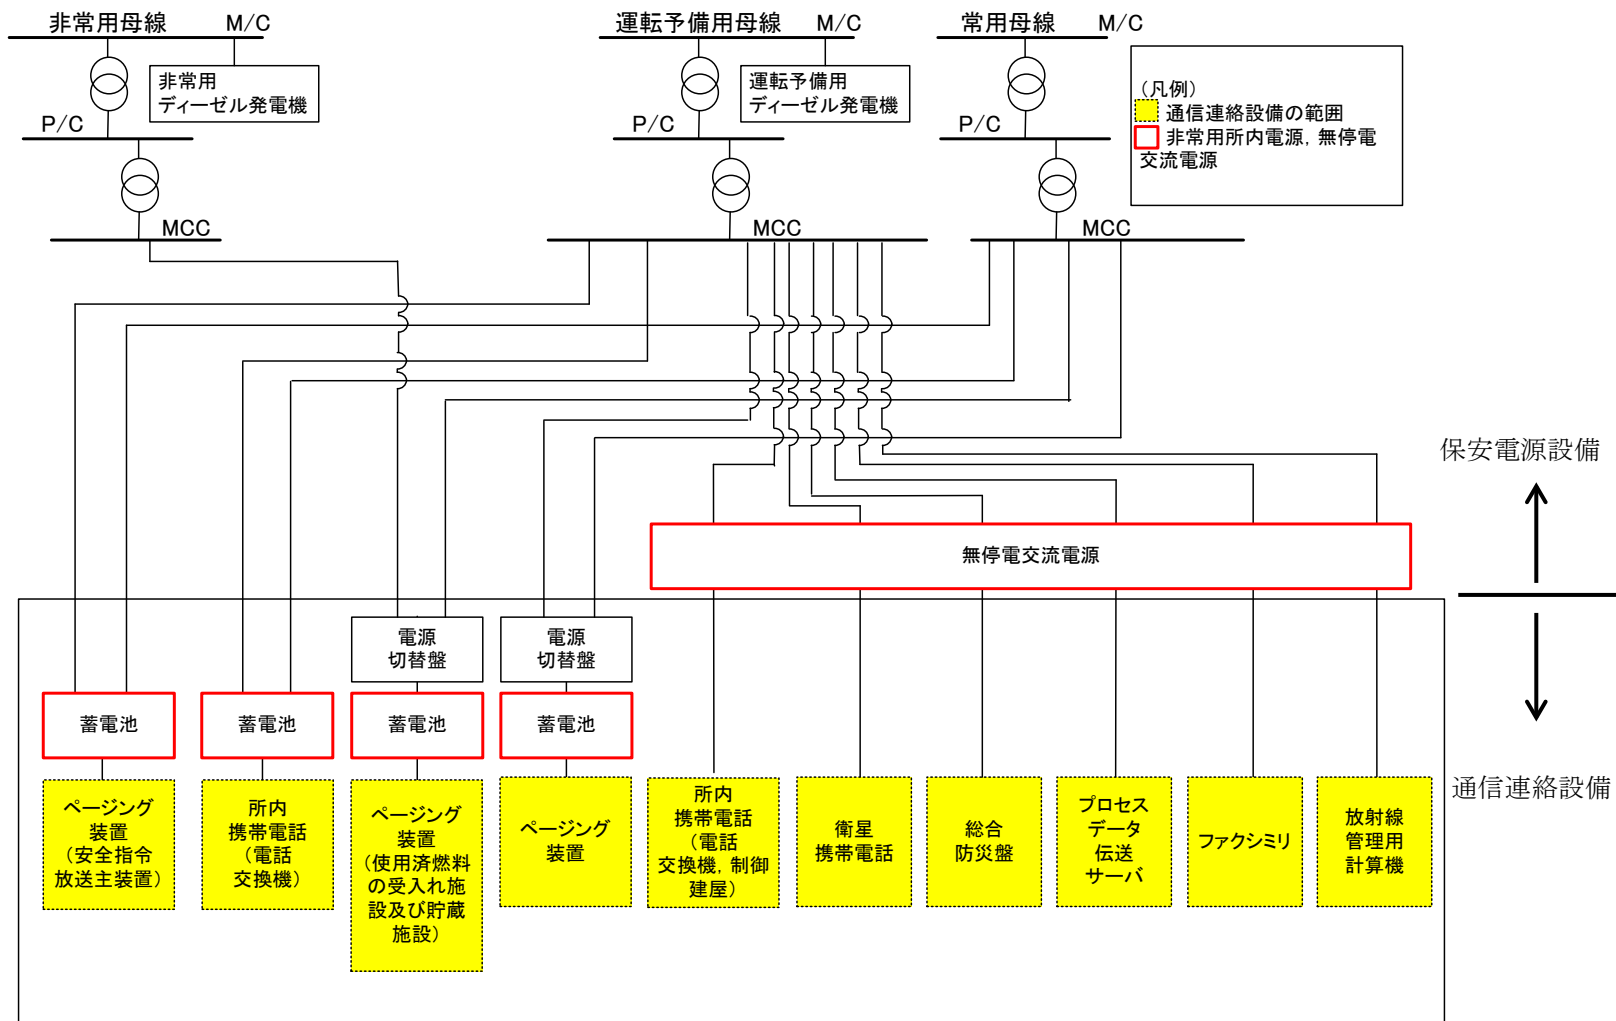 非常用母線
M/C
運転予備用母線
M/C
常用母線
M/C
非常用
ディーゼル発電機
運転予備用
ディーゼル発電機
(凡例)
通信連絡設備の範囲
非常用所内電源, 無停電
交流電源
P/C
P/C
P/C
MCC
MCC
MCC
保安電源設備
無停電交流電源
電源
切替盤
電源
切替盤
蓄電池
蓄電池
蓄電池
蓄電池
通信連絡設備
ページング
装置
(安全指令
放送主装置)
所内
携帯電話
(電話
交換機)
ページング
装置
(使用済燃料
の受入れ施
設及び貯蔵
施設)
ページング
装置
所内
携帯電話
(電話
交換機, 制御
建屋)
衛星
携帯電話
総合
防災盤
プロセス
データ
伝送
サーバ
ファクシミリ
放射線
管理用
計算機